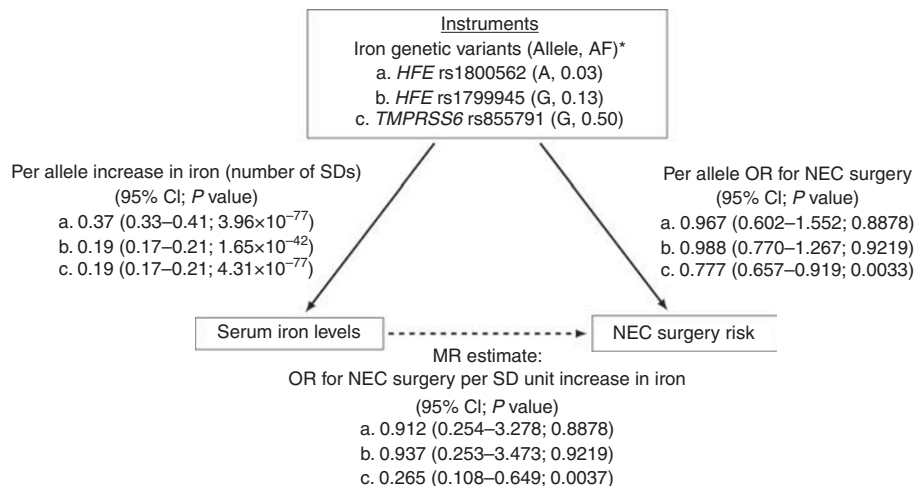 Instruments
Iron genetic variants (Allele, AF)*
a. HFE rs1800562 (A, 0.03)
b. HFE rs1799945 (G, 0.13)
c. TMPRSS6 rs855791 (G, 0.50)
Per allele increase in iron (number of SDs)
(95% CI; P value)
a. 0.37 (0.33–0.41; 3.96×10⁻⁷⁷)
b. 0.19 (0.17–0.21; 1.65×10⁻⁴²)
c. 0.19 (0.17–0.21; 4.31×10⁻⁷⁷)
Per allele OR for NEC surgery
(95% CI; P value)
a. 0.967 (0.602–1.552; 0.8878)
b. 0.988 (0.770–1.267; 0.9219)
c. 0.777 (0.657–0.919; 0.0033)
Serum iron levels
NEC surgery risk
MR estimate:
OR for NEC surgery per SD unit increase in iron
(95% CI; P value)
a. 0.912 (0.254–3.278; 0.8878)
b. 0.937 (0.253–3.473; 0.9219)
c. 0.265 (0.108–0.649; 0.0037)